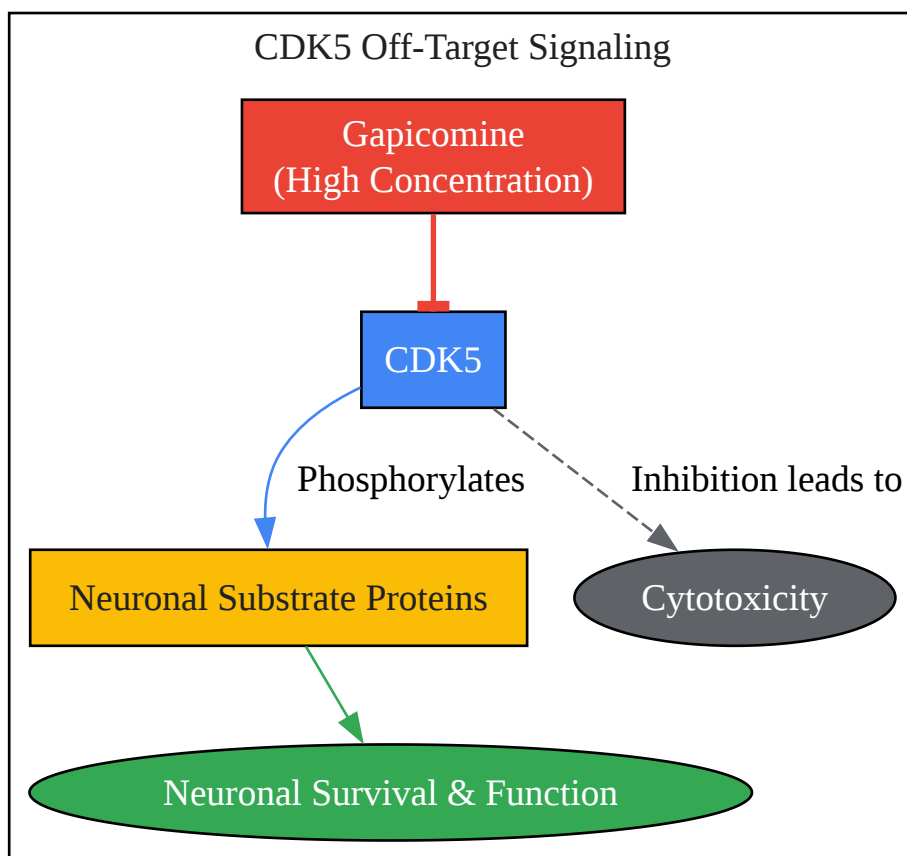 CDK5 Off-Target Signaling
Gapicomine
(High Concentration)
CDK5
Phosphorylates
Inhibition leads to
Neuronal Substrate Proteins
Cytotoxicity
Neuronal Survival & Function